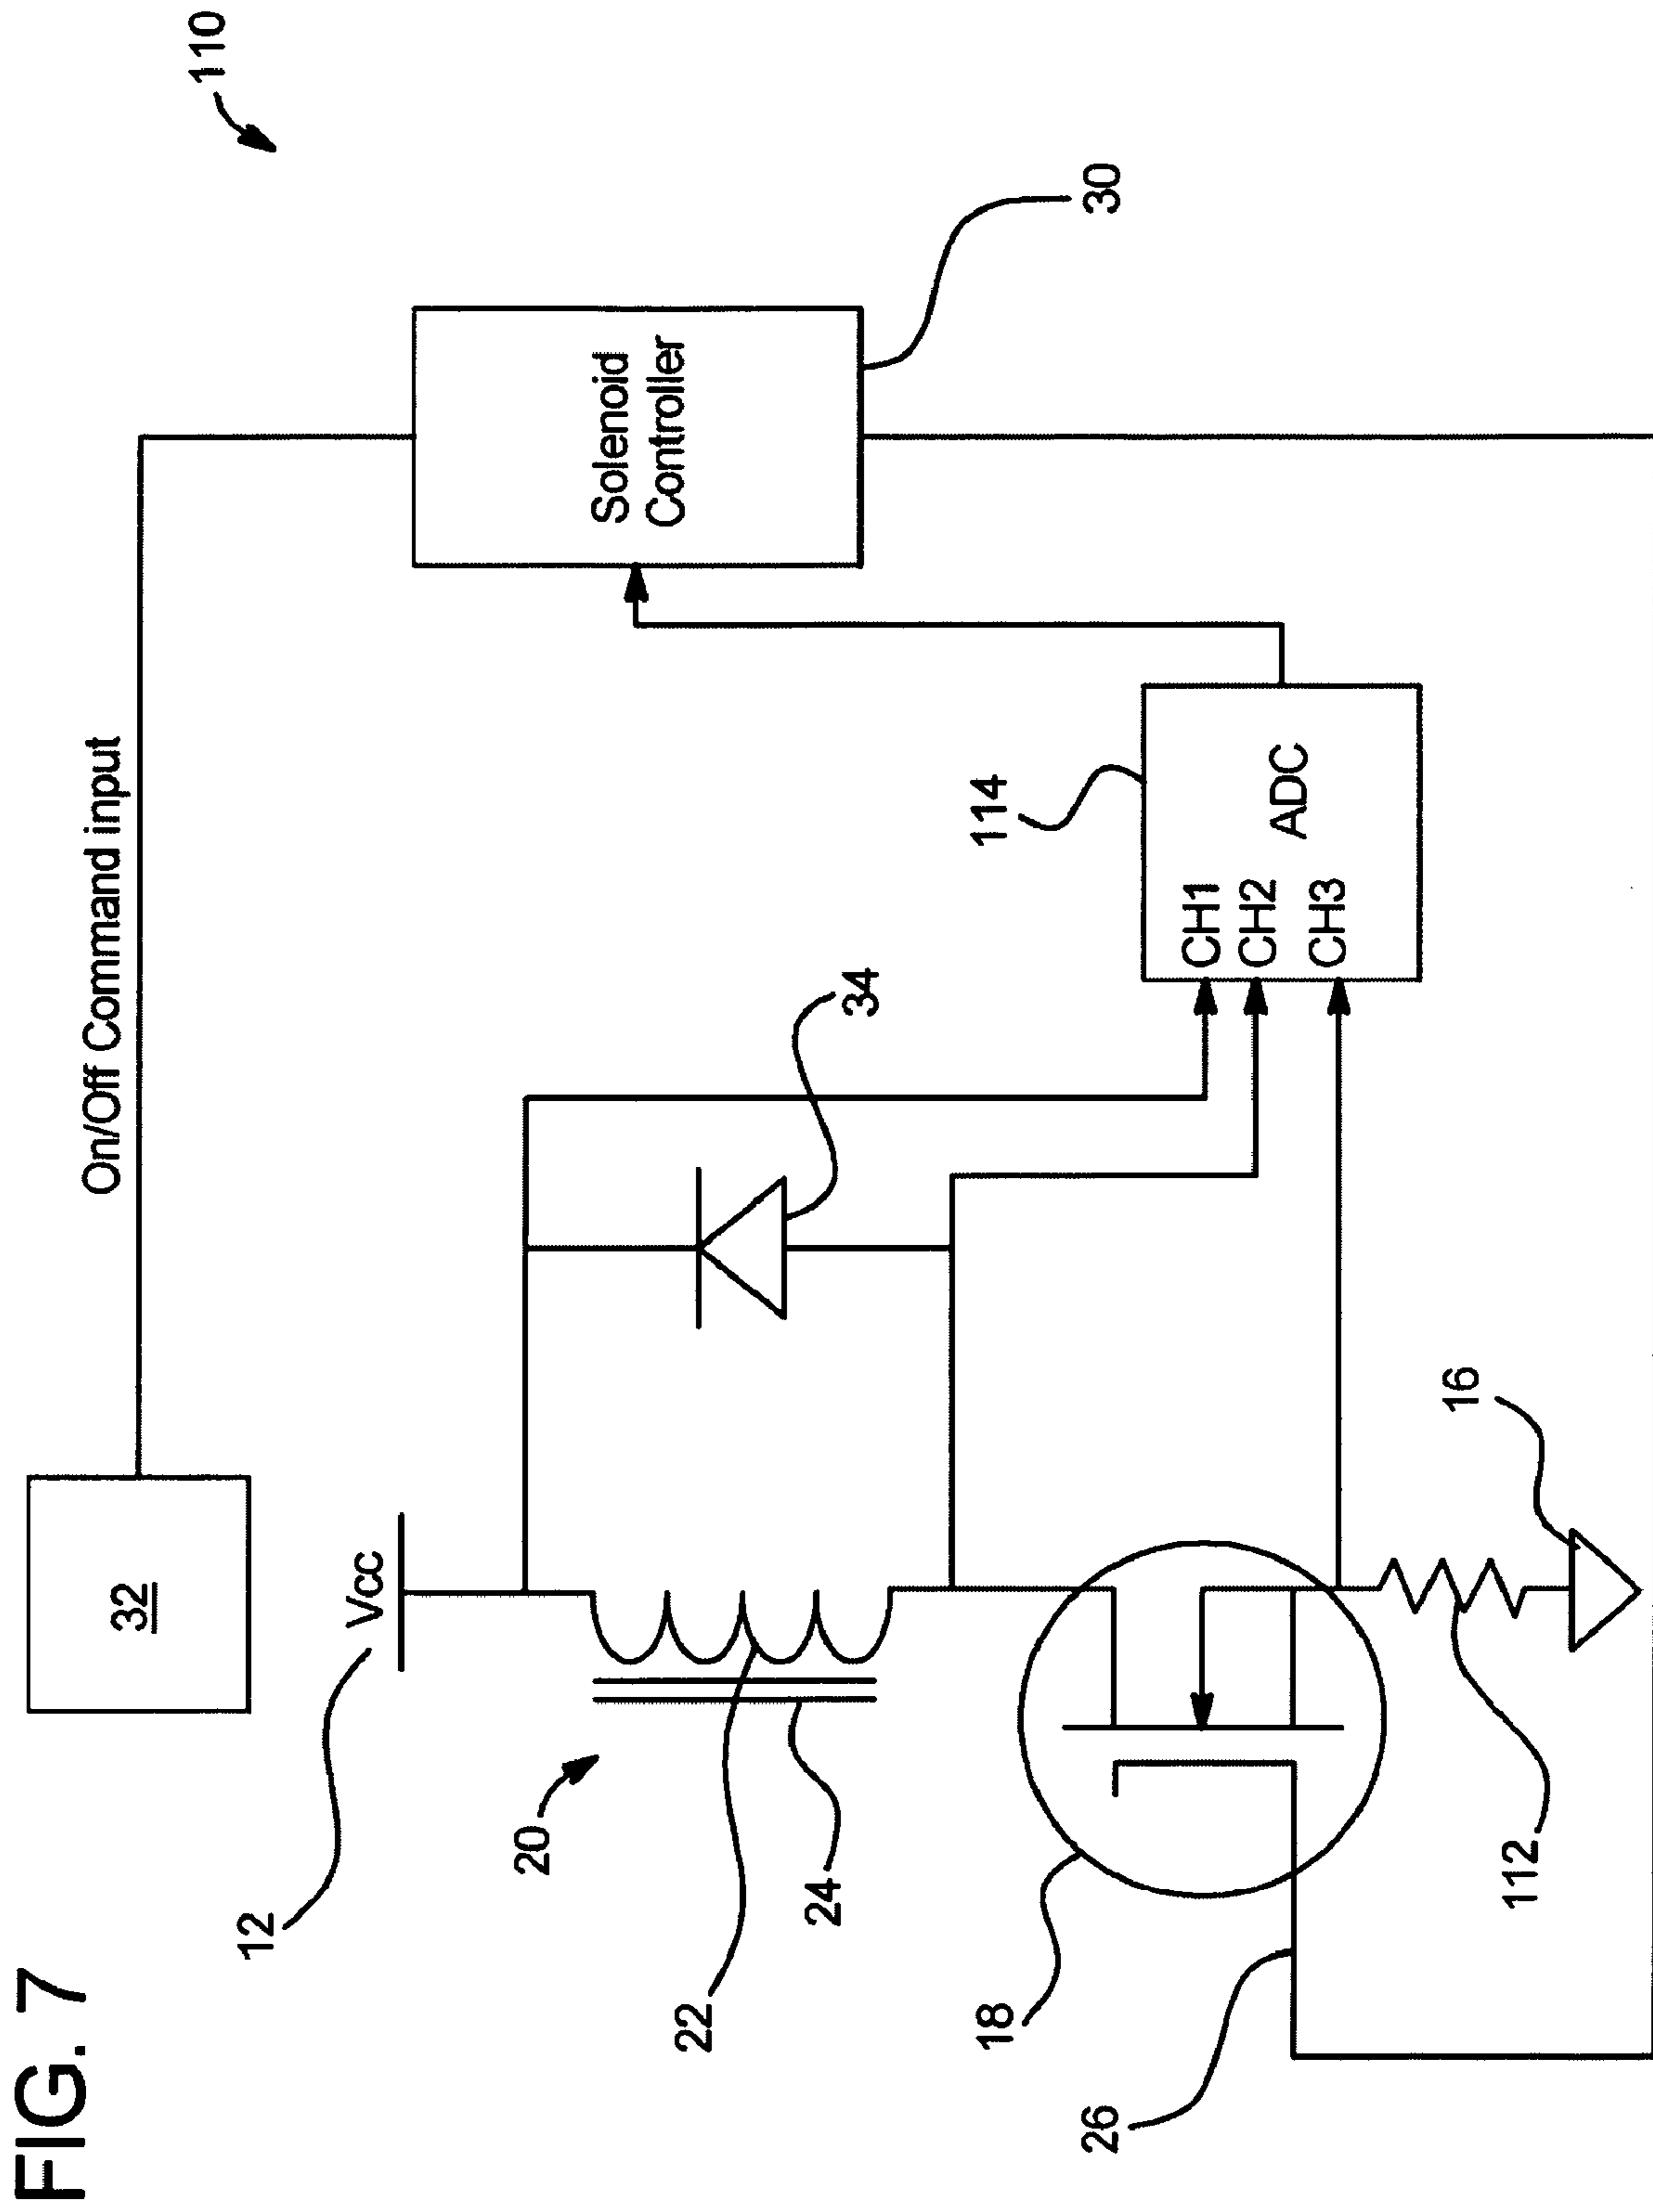 FIG. 7
110
32
On/Off Command input
12
Vcc
Solenoid
Controller
30
20
24
22
34
114
CH1
CH2
CH3
ADC
18
26
112
16